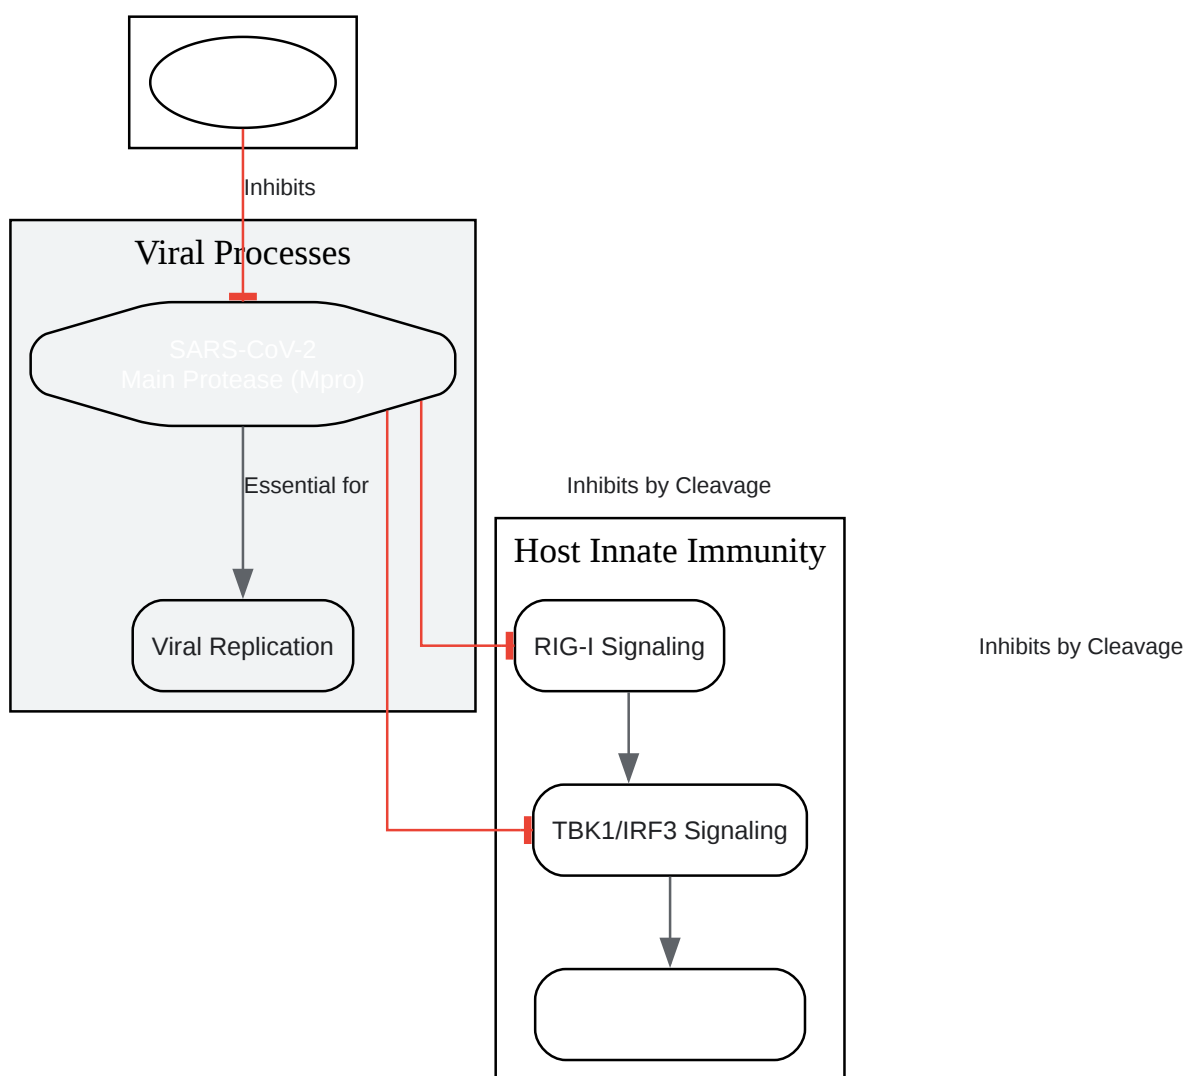 Inhibits
Viral Processes
SARS-CoV-2
Main Protease (Mpro)
Essential for
Inhibits by Cleavage
Host Innate Immunity
Viral Replication
RIG-I Signaling
Inhibits by Cleavage
TBK1/IRF3 Signaling